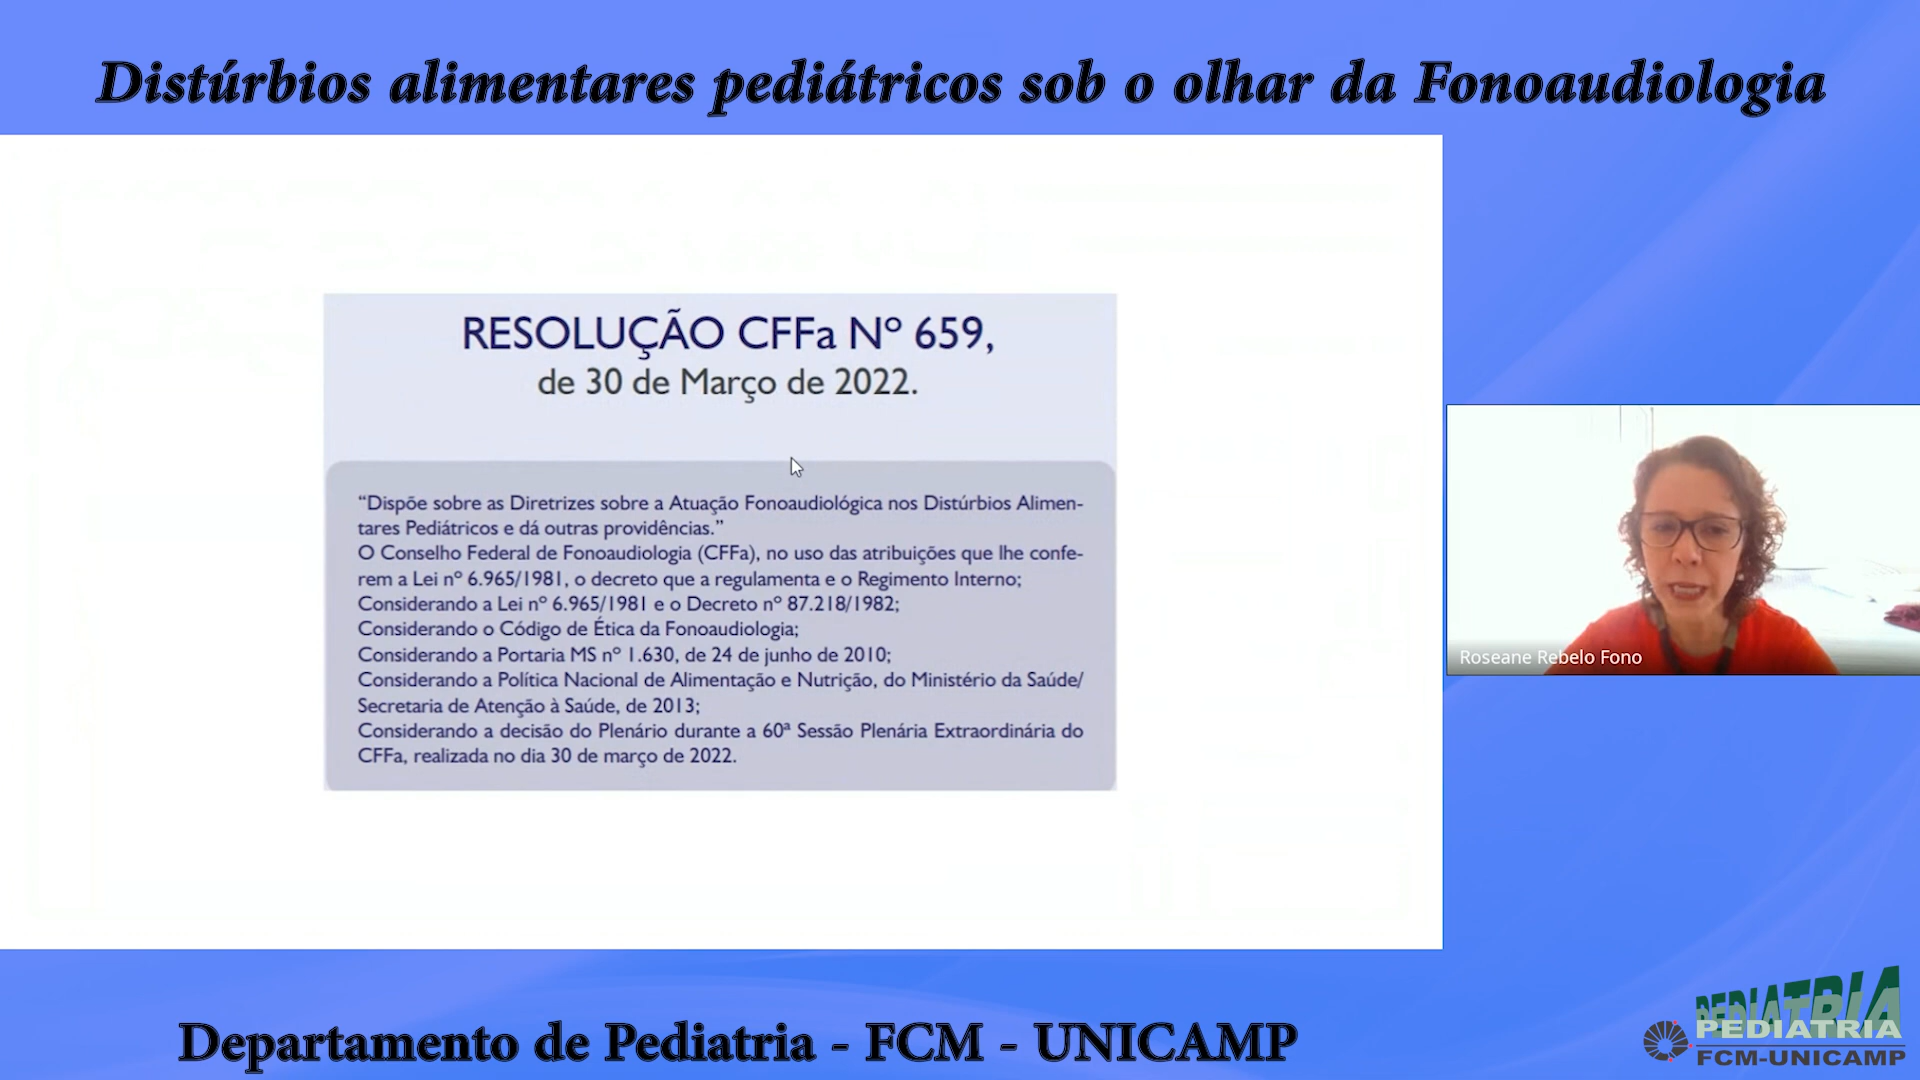 Distúrbios alimentares pediátricos sob o olhar da Fonoaudiologia
RESOLUÇÃO CFFa Nº 659,
de 30 de Março de 2022.
“Dispõe sobre as Diretrizes sobre a Atuação Fonoaudiológica nos Distúrbios Alimen-
tares Pediátricos e dá outras providências.”
O Conselho Federal de Fonoaudiologia (CFFa), no uso das atribuições que lhe confe-
rem a Lei nº 6.965/1981, o decreto que a regulamenta e o Regimento Interno;
Considerando a Lei nº 6.965/1981 e o Decreto nº 87.218/1982;
Considerando o Código de Ética da Fonoaudiologia;
Considerando a Portaria MS nº 1.630, de 24 de junho de 2010;
Considerando a Política Nacional de Alimentação e Nutrição, do Ministério da Saúde/
Secretaria de Atenção à Saúde, de 2013;
Considerando a decisão do Plenário durante a 60ª Sessão Plenária Extraordinária do
CFFa, realizada no dia 30 de março de 2022.
Roseane Rebelo Fono
Departamento de Pediatria - FCM - UNICAMP
PEDIATRIA
PEDIATRIA
FCM-UNICAMP